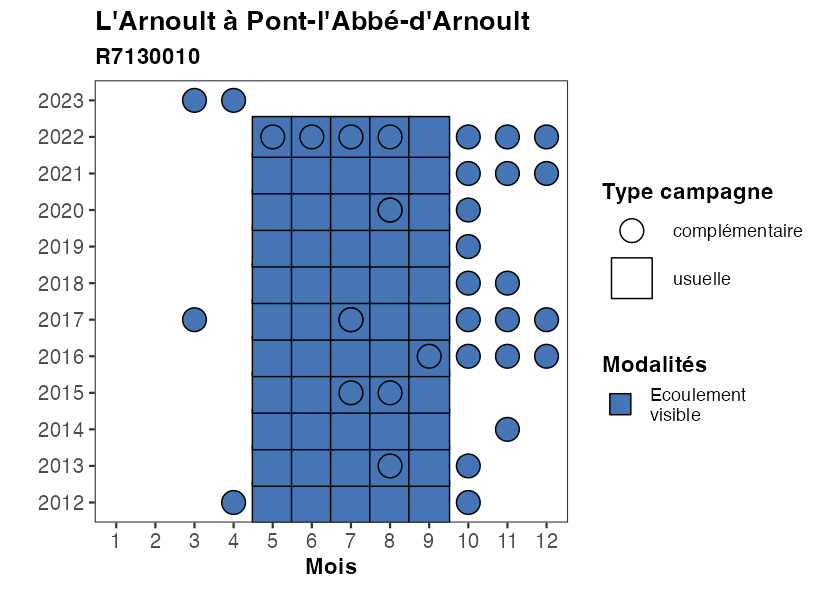 L'Arnoult à Pont-l'Abbé-d'Arnoult
R7130010
2023
2022
2021
2020
2019
2018
2017
2016
2015
2014
2013
2012
1 2 3 4 5 6 7 8 9 10 11 12
Mois
Type campagne
complémentaire
usuelle
Modalités
Ecoulement
visible